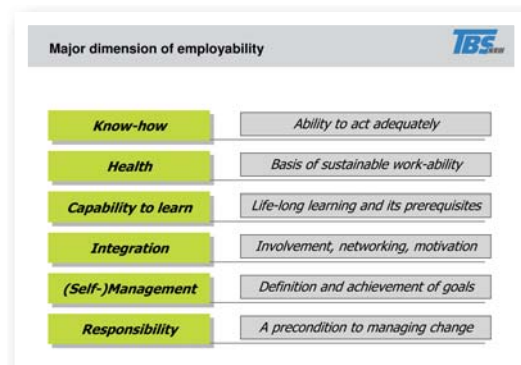 Major dimension of employability
TBS NRW
Know-how
Ability to act adequately
Health
Basis of sustainable work-ability
Capability to learn
Life-long learning and its prerequisites
Integration
Involvement, networking, motivation
(Self-)Management
Definition and achievement of goals
Responsibility
A precondition to managing change